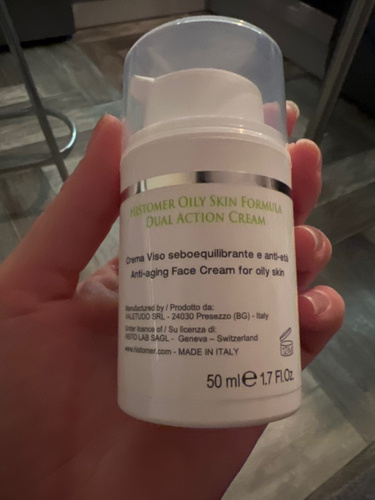 HISTOMER OILY SKIN FORMULA
DUAL ACTION CREAM
Crema Viso seboequilibrante e anti-età
Anti-aging Face Cream for oily skin
Manufactured by / Prodotto da:
VALETUDO SRL - 24030 Presezzo (BG) - Italy
Under licence of / Su licenza di:
HISTO LAB SAGL - Geneva – Switzerland
www.histomer.com - MADE IN ITALY
50 ml ℮ 1,7 Fl.Oz.